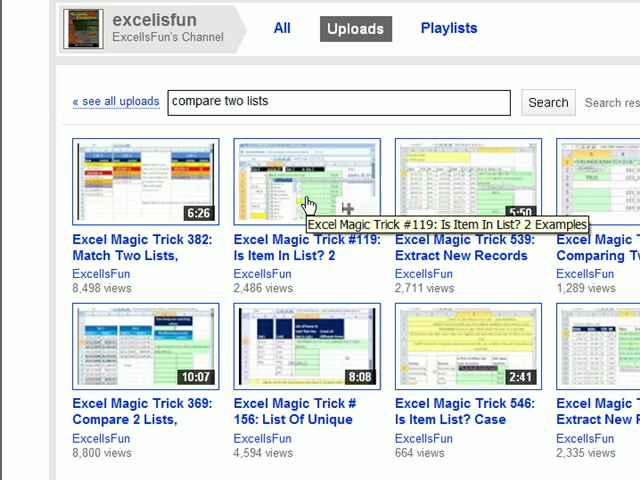 excelisfun
ExcelIsFun's Channel
All
Uploads
Playlists
« see all uploads
compare two lists
Search
Search res
6:26
5:50
Excel Magic Trick #119: Is Item In List? 2 Examples
Excel Magic Trick 382:
Match Two Lists,
ExcelIsFun
8,498 views
Excel Magic Trick #119:
Is Item In List? 2
ExcelIsFun
2,486 views
Excel Magic Trick 539:
Extract New Records
ExcelIsFun
2,711 views
Excel Magic T
Comparing Tv
ExcelIsFun
1,289 views
10:07
8:08
2:41
Excel Magic Trick 369:
Compare 2 Lists,
ExcelIsFun
8,800 views
Excel Magic Trick #
156: List Of Unique
ExcelIsFun
4,594 views
Excel Magic Trick 546:
Is Item List? Case
ExcelIsFun
664 views
Excel Magic T
Extract New F
ExcelIsFun
2,335 views